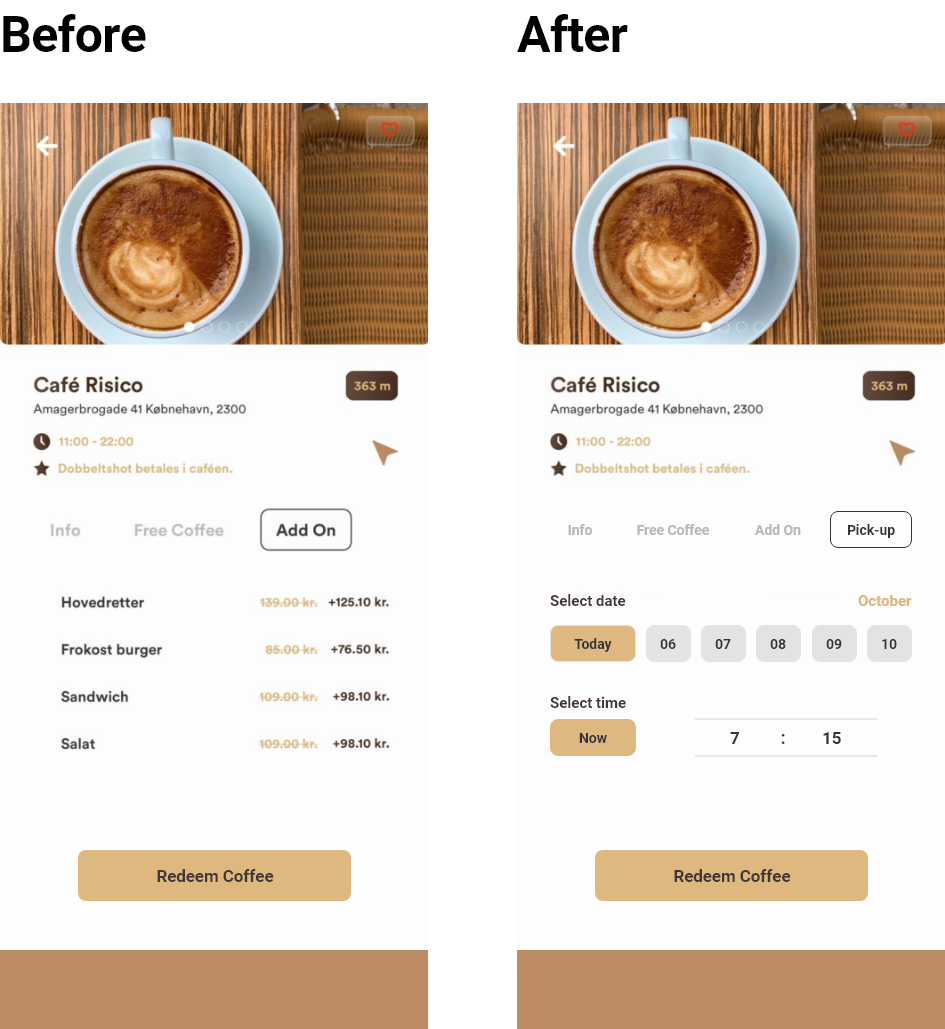 Before
After
Café Risico
363 m
Amagerbrogade 41 Købnehavn, 2300
11:00 - 22:00
Dobbeltshot betales i caféen.
Info Free Coffee Add On
Hovedretter 139.00 kr. +125.10 kr.
Frokost burger 85.00 kr. +76.50 kr.
Sandwich 109.00 kr. +98.10 kr.
Salat 109.00 kr. +98.10 kr.
Redeem Coffee
Café Risico
363 m
Amagerbrogade 41 Købnehavn, 2300
11:00 - 22:00
Dobbeltshot betales i caféen.
Info Free Coffee Add On Pick-up
Select date October
Today 06 07 08 09 10
Select time
Now 7 : 15
Redeem Coffee